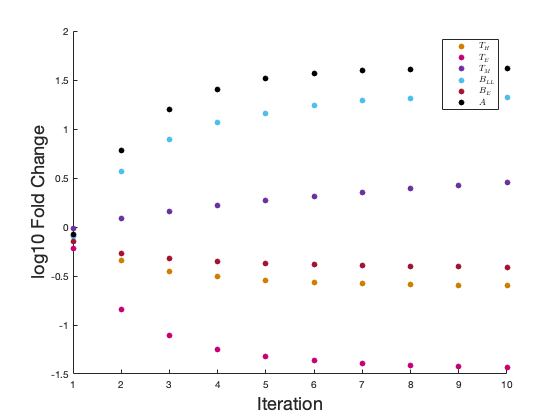 2
1.5
1
0.5
0
-0.5
-1
-1.5
log10 Fold Change
1 2 3 4 5 6 7 8 9 10
Iteration
T_H
T_E
T_M
B_LL
B_E
A